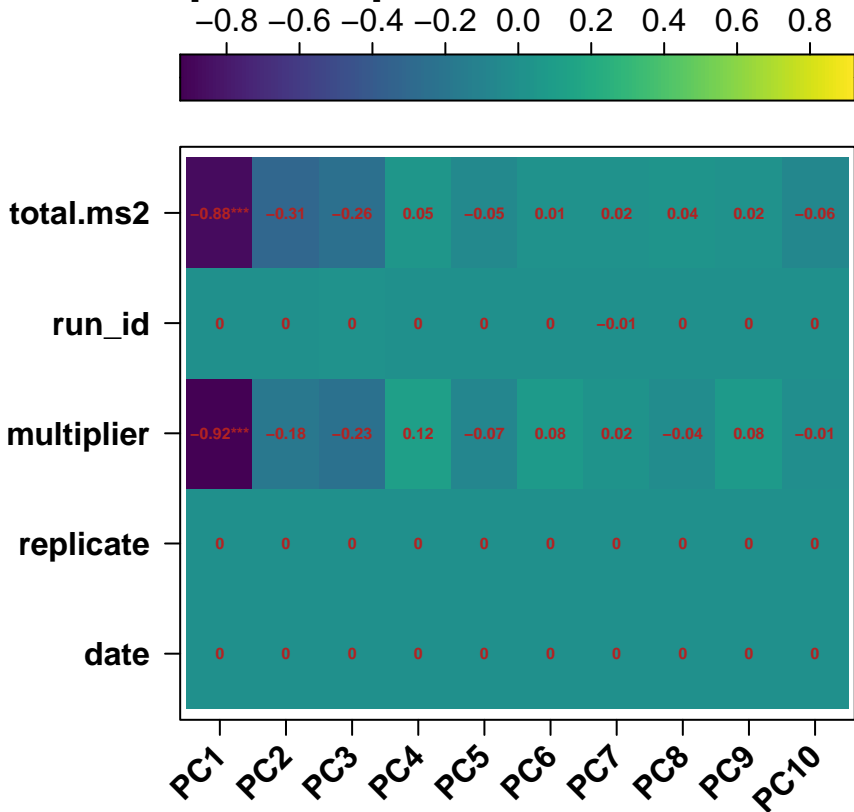 −0.8 −0.6 −0.4 −0.2 0.0 0.2 0.4 0.6 0.8
total.ms2 −0.88*** −0.31 −0.26 0.05 −0.05 0.01 0.02 0.04 0.02 −0.06
run_id 0 0 0 0 0 0 −0.01 0 0 0
multiplier −0.92*** −0.18 −0.23 0.12 −0.07 0.08 0.02 −0.04 0.08 −0.01
replicate 0 0 0 0 0 0 0 0 0 0
date 0 0 0 0 0 0 0 0 0 0
PC1 PC2 PC3 PC4 PC5 PC6 PC7 PC8 PC9 PC10